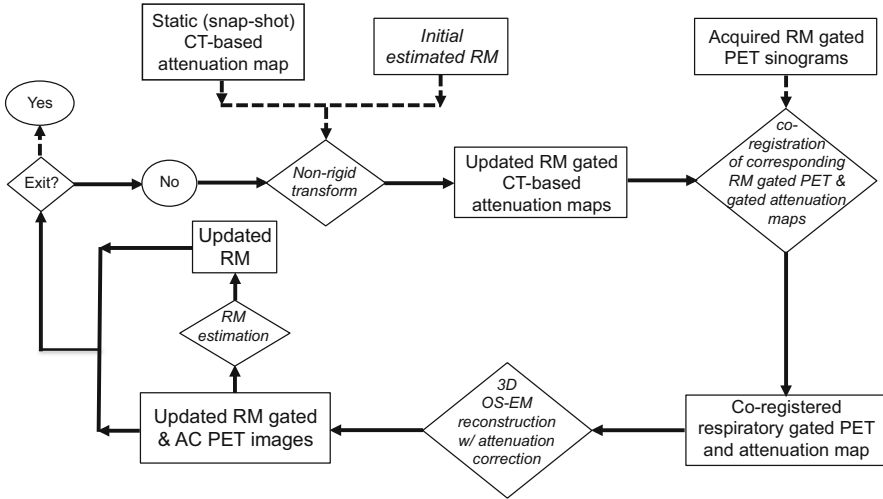 Static (snap-shot)
CT-based
attenuation map
Initial
estimated RM
Acquired RM gated
PET sinograms
Yes
Exit?
No
Non-rigid
transform
Updated RM gated
CT-based
attenuation maps
co-
registration
of corresponding
RM gated PET &
gated attenuation
maps
Updated
RM
RM
estimation
Updated RM gated
& AC PET images
3D
OS-EM
reconstruction
w/ attenuation
correction
Co-registered
respiratory gated PET
and attenuation map